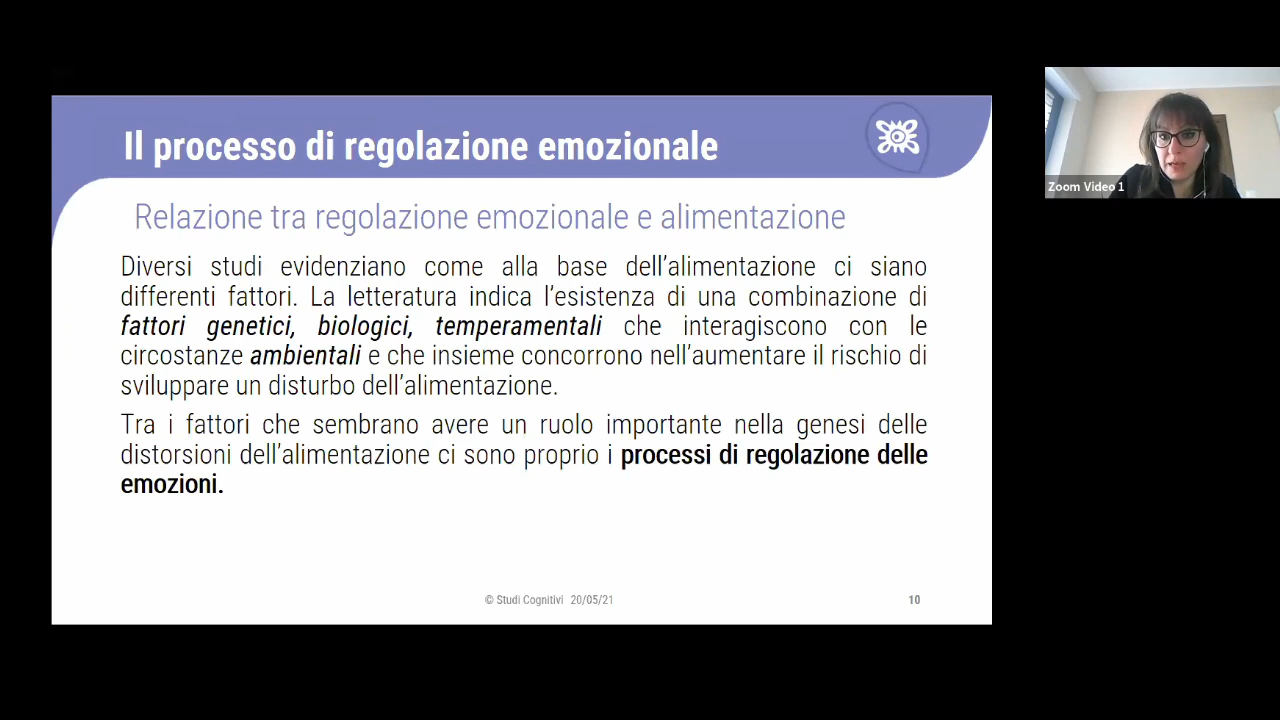 Il processo di regolazione emozionale
Relazione tra regolazione emozionale e alimentazione
Diversi studi evidenziano come alla base dell’alimentazione ci siano
differenti fattori. La letteratura indica l’esistenza di una combinazione di
fattori genetici, biologici, temperamentali che interagiscono con le
circostanze ambientali e che insieme concorrono nell’aumentare il rischio di
sviluppare un disturbo dell’alimentazione.
Tra i fattori che sembrano avere un ruolo importante nella genesi delle
distorsioni dell’alimentazione ci sono proprio i processi di regolazione delle
emozioni.
© Studi Cognitivi 20/05/21
10
Zoom Video 1